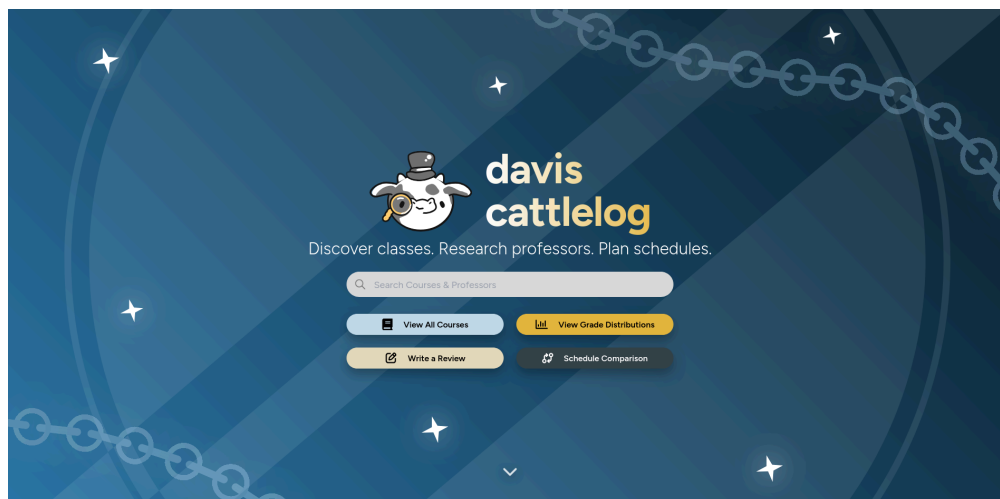 davis
cattlelog
Discover classes. Research professors. Plan schedules.
Search Courses & Professors
View All Courses
View Grade Distributions
Write a Review
Schedule Comparison